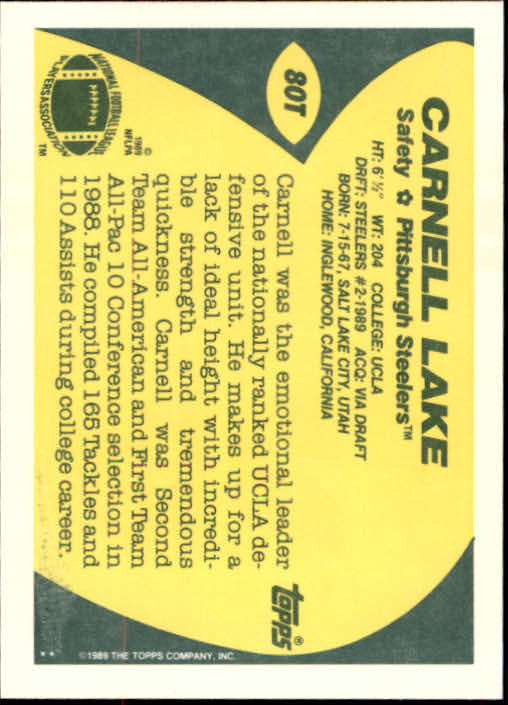 80T
CARNELL LAKE
Safety ✩ Pittsburgh Steelers™
HT: 6' ½" WT: 204 COLLEGE: UCLA
DRFT: STEELERS #2-1989 ACQ: VIA DRAFT
BORN: 7-15-67, SALT LAKE CITY, UTAH
HOME: INGLEWOOD, CALIFORNIA
Carnell was the emotional leader
of the nationally ranked UCLA de-
fensive unit. He makes up for a
lack of ideal height with incredi-
ble strength and tremendous
quickness. Carnell was Second
Team All-American and First Team
All-Pac 10 Conference selection in
1988. He compiled 165 Tackles and
110 Assists during college career.
NATIONAL FOOTBALL LEAGUE
PLAYERS ASSOCIATION
™
©
1989
NFLPA
topps®
©1989 THE TOPPS COMPANY, INC.
**